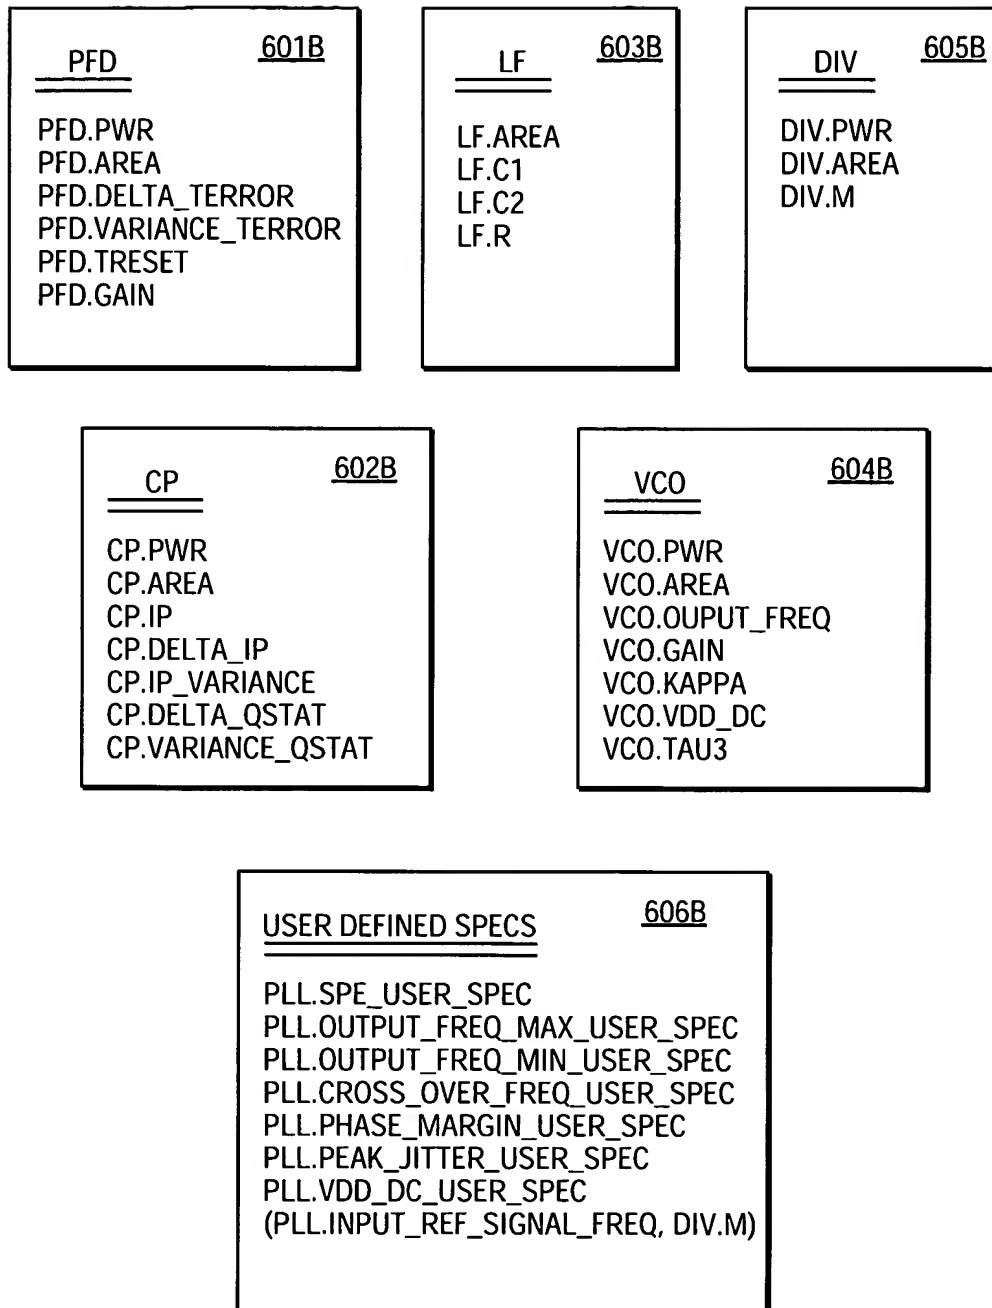 PFD 601B
PFD.PWR
PFD.AREA
PFD.DELTA_TERROR
PFD.VARIANCE_TERROR
PFD.TRESET
PFD.GAIN
LF 603B
LF.AREA
LF.C1
LF.C2
LF.R
DIV 605B
DIV.PWR
DIV.AREA
DIV.M
CP 602B
CP.PWR
CP.AREA
CP.IP
CP.DELTA_IP
CP.IP_VARIANCE
CP.DELTA_QSTAT
CP.VARIANCE_QSTAT
VCO 604B
VCO.PWR
VCO.AREA
VCO.OUPUT_FREQ
VCO.GAIN
VCO.KAPPA
VCO.VDD_DC
VCO.TAU3
USER DEFINED SPECS 606B
PLL.SPE_USER_SPEC
PLL.OUTPUT_FREQ_MAX_USER_SPEC
PLL.OUTPUT_FREQ_MIN_USER_SPEC
PLL.CROSS_OVER_FREQ_USER_SPEC
PLL.PHASE_MARGIN_USER_SPEC
PLL.PEAK_JITTER_USER_SPEC
PLL.VDD_DC_USER_SPEC
(PLL.INPUT_REF_SIGNAL_FREQ, DIV.M)